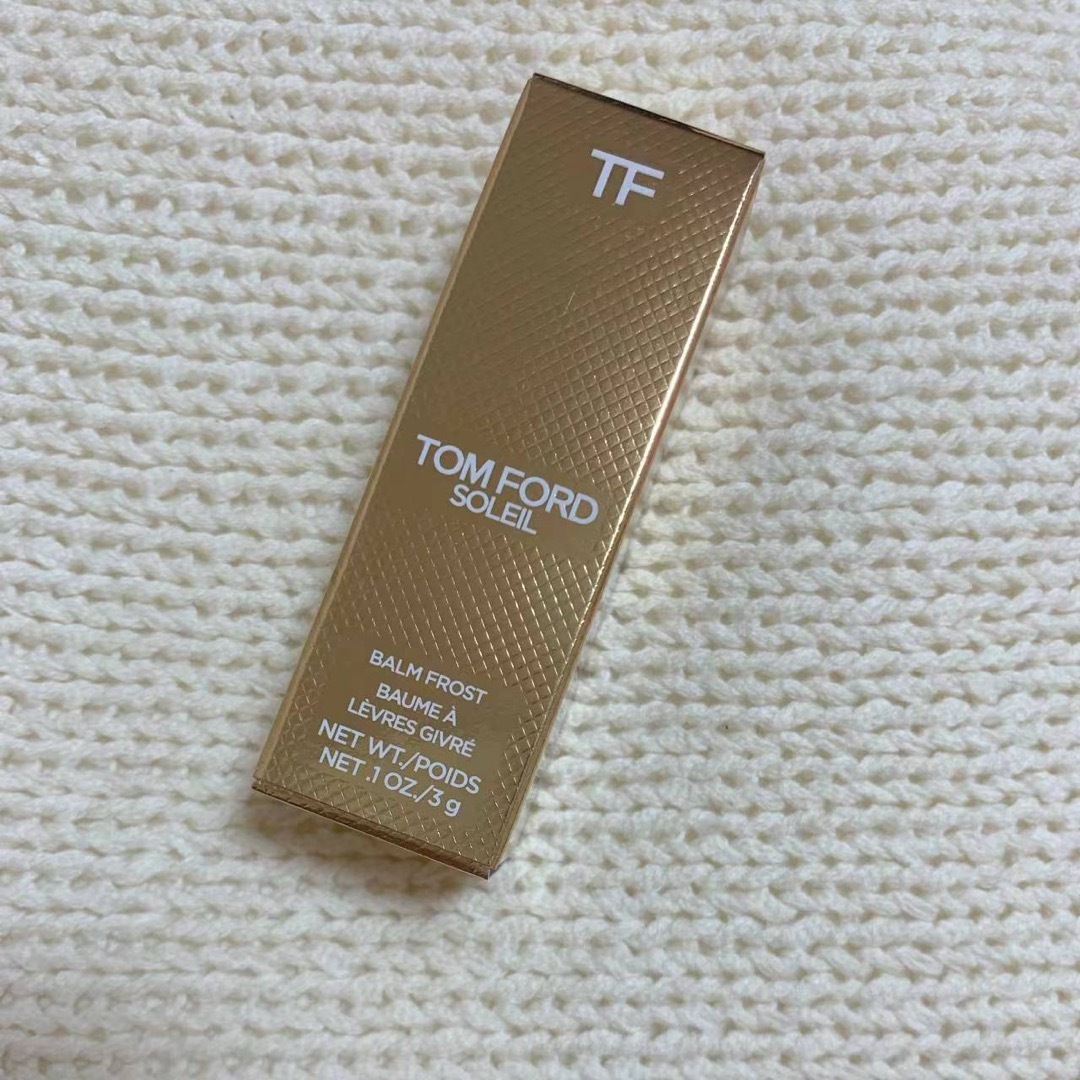 TF
TOM FORD
SOLEIL
BALM FROST
BAUME À
LÈVRES GIVRÉ
NET WT./POIDS
NET .1 OZ./3 g